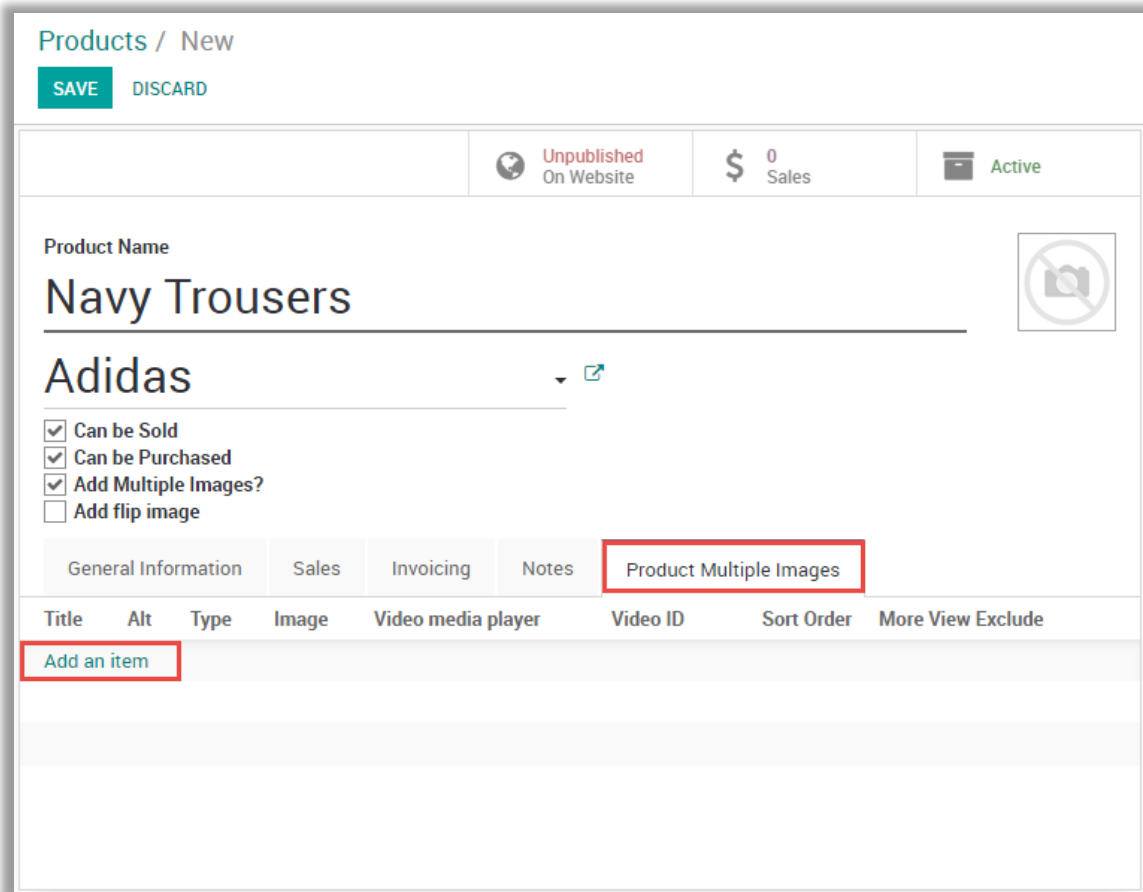 Products / New
SAVE DISCARD
Unpublished
On Website
$ 0
Sales
Active
Product Name
Navy Trousers
Adidas
Can be Sold
Can be Purchased
Add Multiple Images?
Add flip image
General Information Sales Invoicing Notes Product Multiple Images
Title Alt Type Image Video media player Video ID Sort Order More View Exclude
Add an item